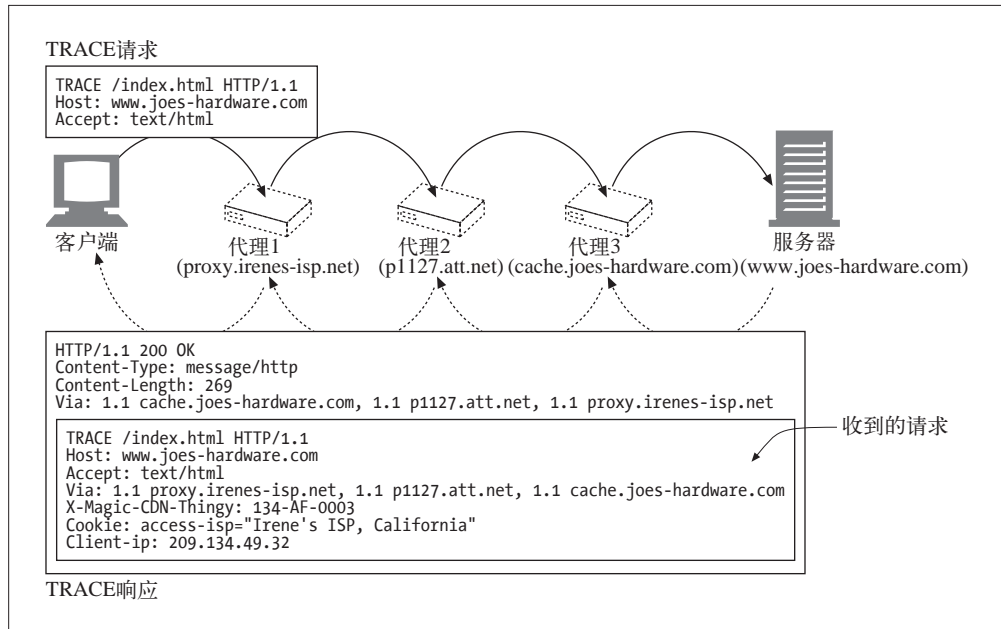 TRACE请求
TRACE /index.html HTTP/1.1
Host: www.joes-hardware.com
Accept: text/html
客户端
代理1
(proxy.irenes-isp.net)
代理2
(p1127.att.net)
代理3
(cache.joes-hardware.com)
服务器
(www.joes-hardware.com)
HTTP/1.1 200 OK
Content-Type: message/http
Content-Length: 269
Via: 1.1 cache.joes-hardware.com, 1.1 p1127.att.net, 1.1 proxy.irenes-isp.net
收到的请求
TRACE /index.html HTTP/1.1
Host: www.joes-hardware.com
Accept: text/html
Via: 1.1 proxy.irenes-isp.net, 1.1 p1127.att.net, 1.1 cache.joes-hardware.com
X-Magic-CDN-Thingy: 134-AF-0003
Cookie: access-isp="Irene's ISP, California"
Client-ip: 209.134.49.32
TRACE响应